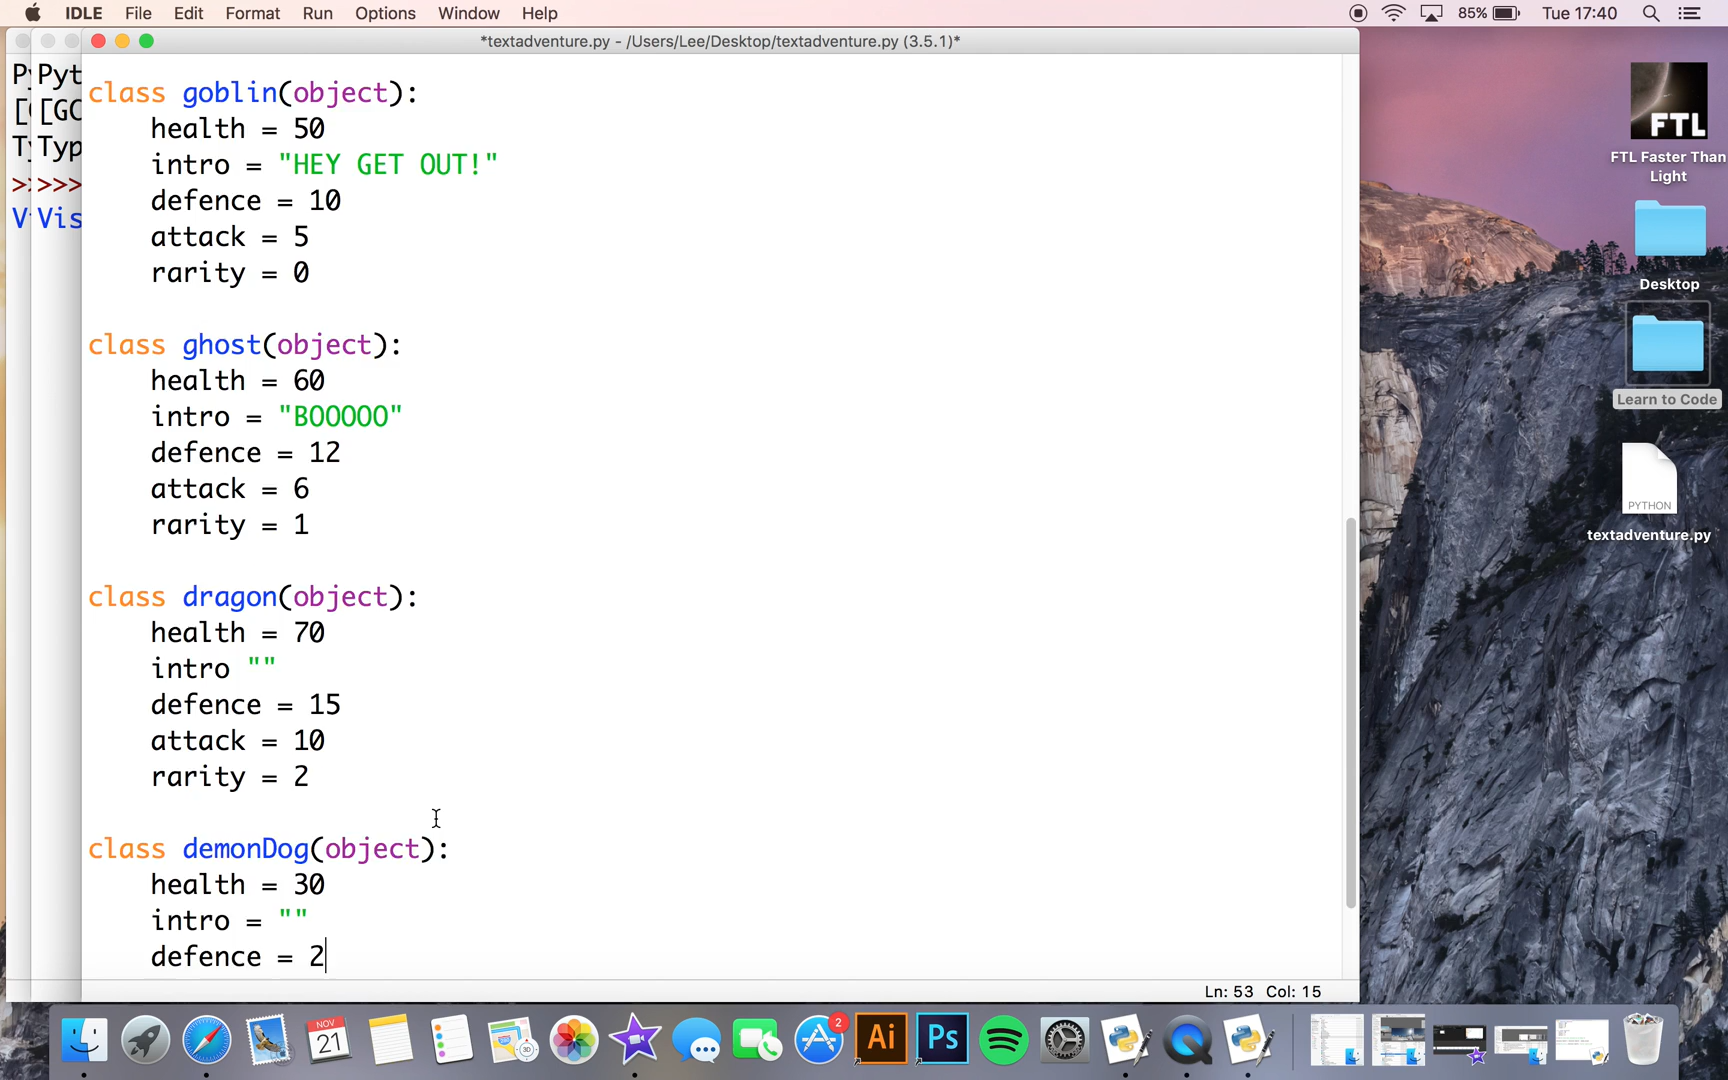 IDLE File Edit Format Run Options Window Help
85% Tue 17:40
*textadventure.py - /Users/Lee/Desktop/textadventure.py (3.5.1)*
class goblin(object):
    health = 50
    intro = "HEY GET OUT!"
    defence = 10
    attack = 5
    rarity = 0
class ghost(object):
    health = 60
    intro = "BOOOOO"
    defence = 12
    attack = 6
    rarity = 1
class dragon(object):
    health = 70
    intro ""
    defence = 15
    attack = 10
    rarity = 2
class demonDog(object):
    health = 30
    intro = ""
    defence = 2
Ln: 53 Col: 15
Pyt
[GC
Typ
>>>
Vis
FTL
FTL Faster Than
Light
Desktop
Learn to Code
PYTHON
textadventure.py
NOV
21
3D
2
Ai
Ps